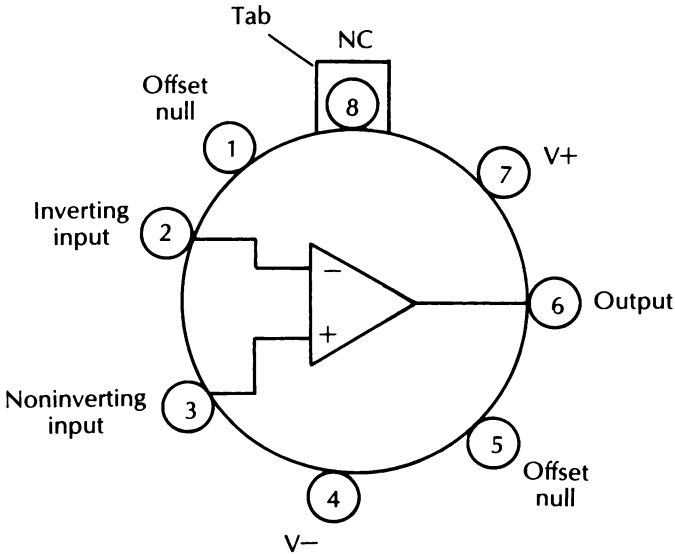 Tab
NC
8
Offset
null
1
7
V+
Inverting
input
2
−
6
Output
+
Noninverting
input
3
5
Offset
null
4
V−